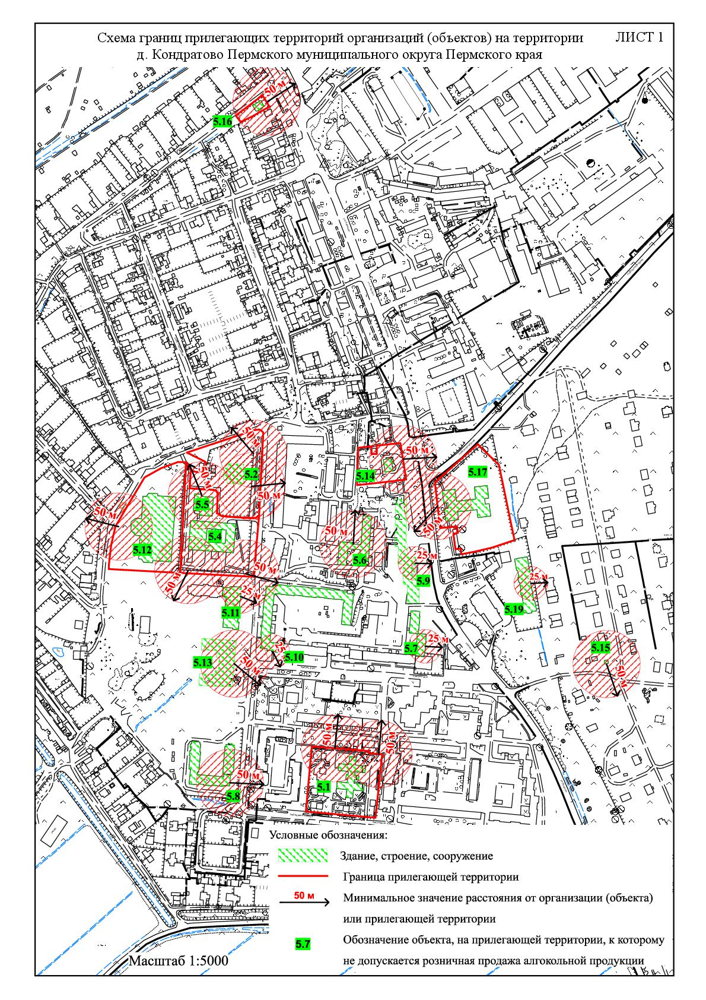 Схема границ прилегающих территорий организаций (объектов) на территории
д. Кондратово Пермского муниципального округа Пермского края
ЛИСТ 1
50 м
5.16
50 м
5.2
50 м
50 м
5.5
50 м
5.14
5.17
50 м
50 м
5.12
5.4
50 м
5.6
25 м
5.9
50 м
50 м
25 м
5.11
25 м
5.19
25 м
5.7
25
5.10
5.13
50 м
5.15
50 м
50 м
50 м
50 м
5.8
5.1
Условные обозначения:
Здание, строение, сооружение
Граница прилегающей территории
50 м
Минимальное значение расстояния от организации (объекта)
или прилегающей территории
5.7
Обозначение объекта, на прилегающей территории, к которому
не допускается розничная продажа алгокольной продукции
Масштаб 1:5000